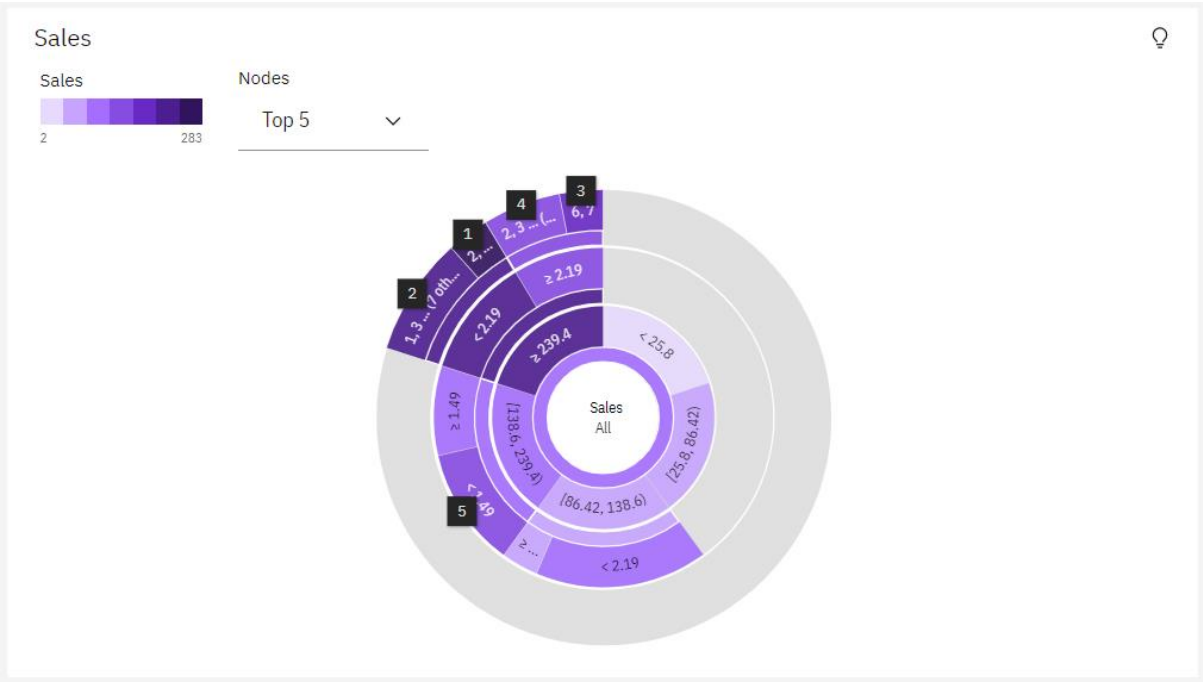 Sales
Sales
Nodes
Top 5
2
283
3
4
6, 7
2, 3 ... (...
1
2, ...
2
1, 3 ... (7 oth...
≥ 2.19
< 2.19
≥ 239.4
< 25.8
≥ 1.49
[138.6, 239.4)
Sales
All
[25.8, 86.42)
[86.42, 138.6)
< 1.49
5
≥ ...
< 2.19